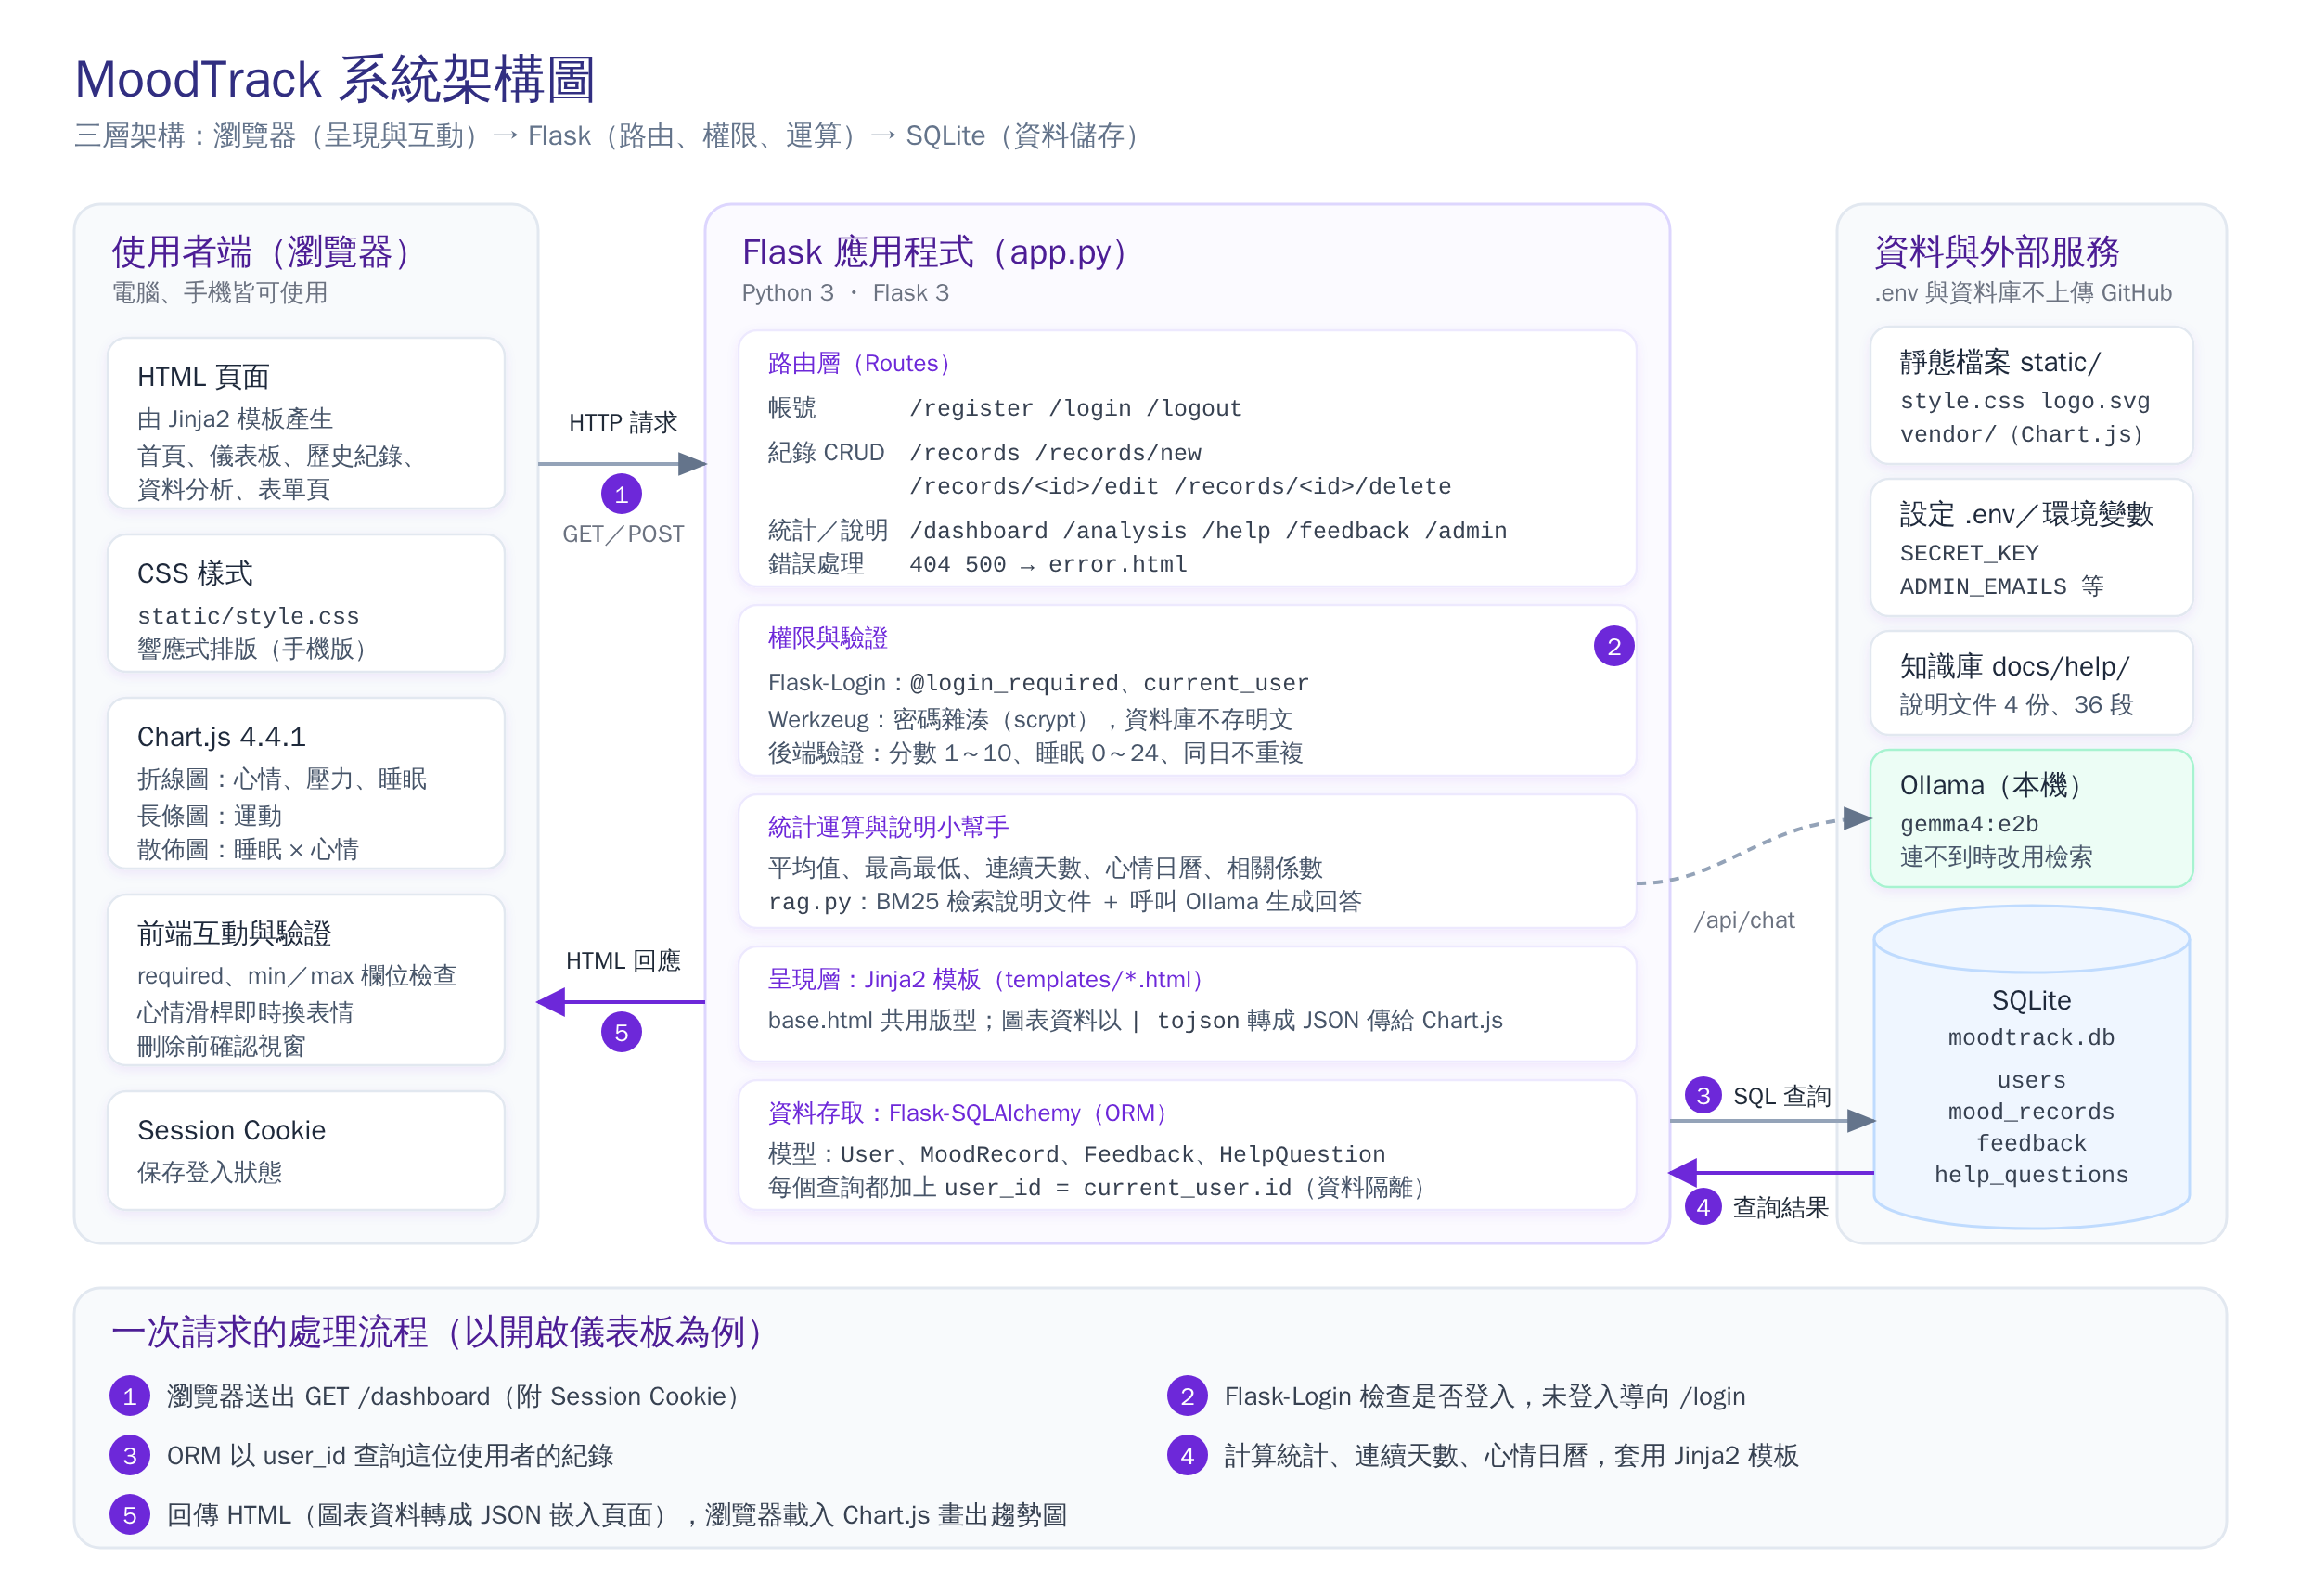 MoodTrack 系統架構圖
三層架構：瀏覽器（呈現與互動）→ Flask（路由、權限、運算）→ SQLite（資料儲存）
使用者端（瀏覽器）
電腦、手機皆可使用
HTML 頁面
由 Jinja2 模板產生
首頁、儀表板、歷史紀錄、
資料分析、表單頁
CSS 樣式
static/style.css
響應式排版（手機版）
Chart.js 4.4.1
折線圖：心情、壓力、睡眠
長條圖：運動
散佈圖：睡眠 × 心情
前端互動與驗證
required、min／max 欄位檢查
心情滑桿即時換表情
刪除前確認視窗
Session Cookie
保存登入狀態
HTTP 請求
1
GET／POST
HTML 回應
5
Flask 應用程式（app.py）
Python 3 · Flask 3
路由層（Routes）
帳號 /register /login /logout
紀錄 CRUD /records /records/new
/records/<id>/edit /records/<id>/delete
統計／說明 /dashboard /analysis /help /feedback /admin
錯誤處理 404 500 → error.html
權限與驗證
2
Flask-Login：@login_required、current_user
Werkzeug：密碼雜湊（scrypt），資料庫不存明文
後端驗證：分數 1～10、睡眠 0～24、同日不重複
統計運算與說明小幫手
平均值、最高最低、連續天數、心情日曆、相關係數
rag.py：BM25 檢索說明文件 ＋ 呼叫 Ollama 生成回答
呈現層：Jinja2 模板（templates/*.html）
base.html 共用版型；圖表資料以 | tojson 轉成 JSON 傳給 Chart.js
資料存取：Flask-SQLAlchemy（ORM）
模型：User、MoodRecord、Feedback、HelpQuestion
每個查詢都加上 user_id = current_user.id（資料隔離）
/api/chat
3 SQL 查詢
4 查詢結果
資料與外部服務
.env 與資料庫不上傳 GitHub
靜態檔案 static/
style.css logo.svg
vendor/（Chart.js）
設定 .env／環境變數
SECRET_KEY
ADMIN_EMAILS 等
知識庫 docs/help/
說明文件 4 份、36 段
Ollama（本機）
gemma4:e2b
連不到時改用檢索
SQLite
moodtrack.db
users
mood_records
feedback
help_questions
一次請求的處理流程（以開啟儀表板為例）
1 瀏覽器送出 GET /dashboard（附 Session Cookie）
2 Flask-Login 檢查是否登入，未登入導向 /login
3 ORM 以 user_id 查詢這位使用者的紀錄
4 計算統計、連續天數、心情日曆，套用 Jinja2 模板
5 回傳 HTML（圖表資料轉成 JSON 嵌入頁面），瀏覽器載入 Chart.js 畫出趨勢圖